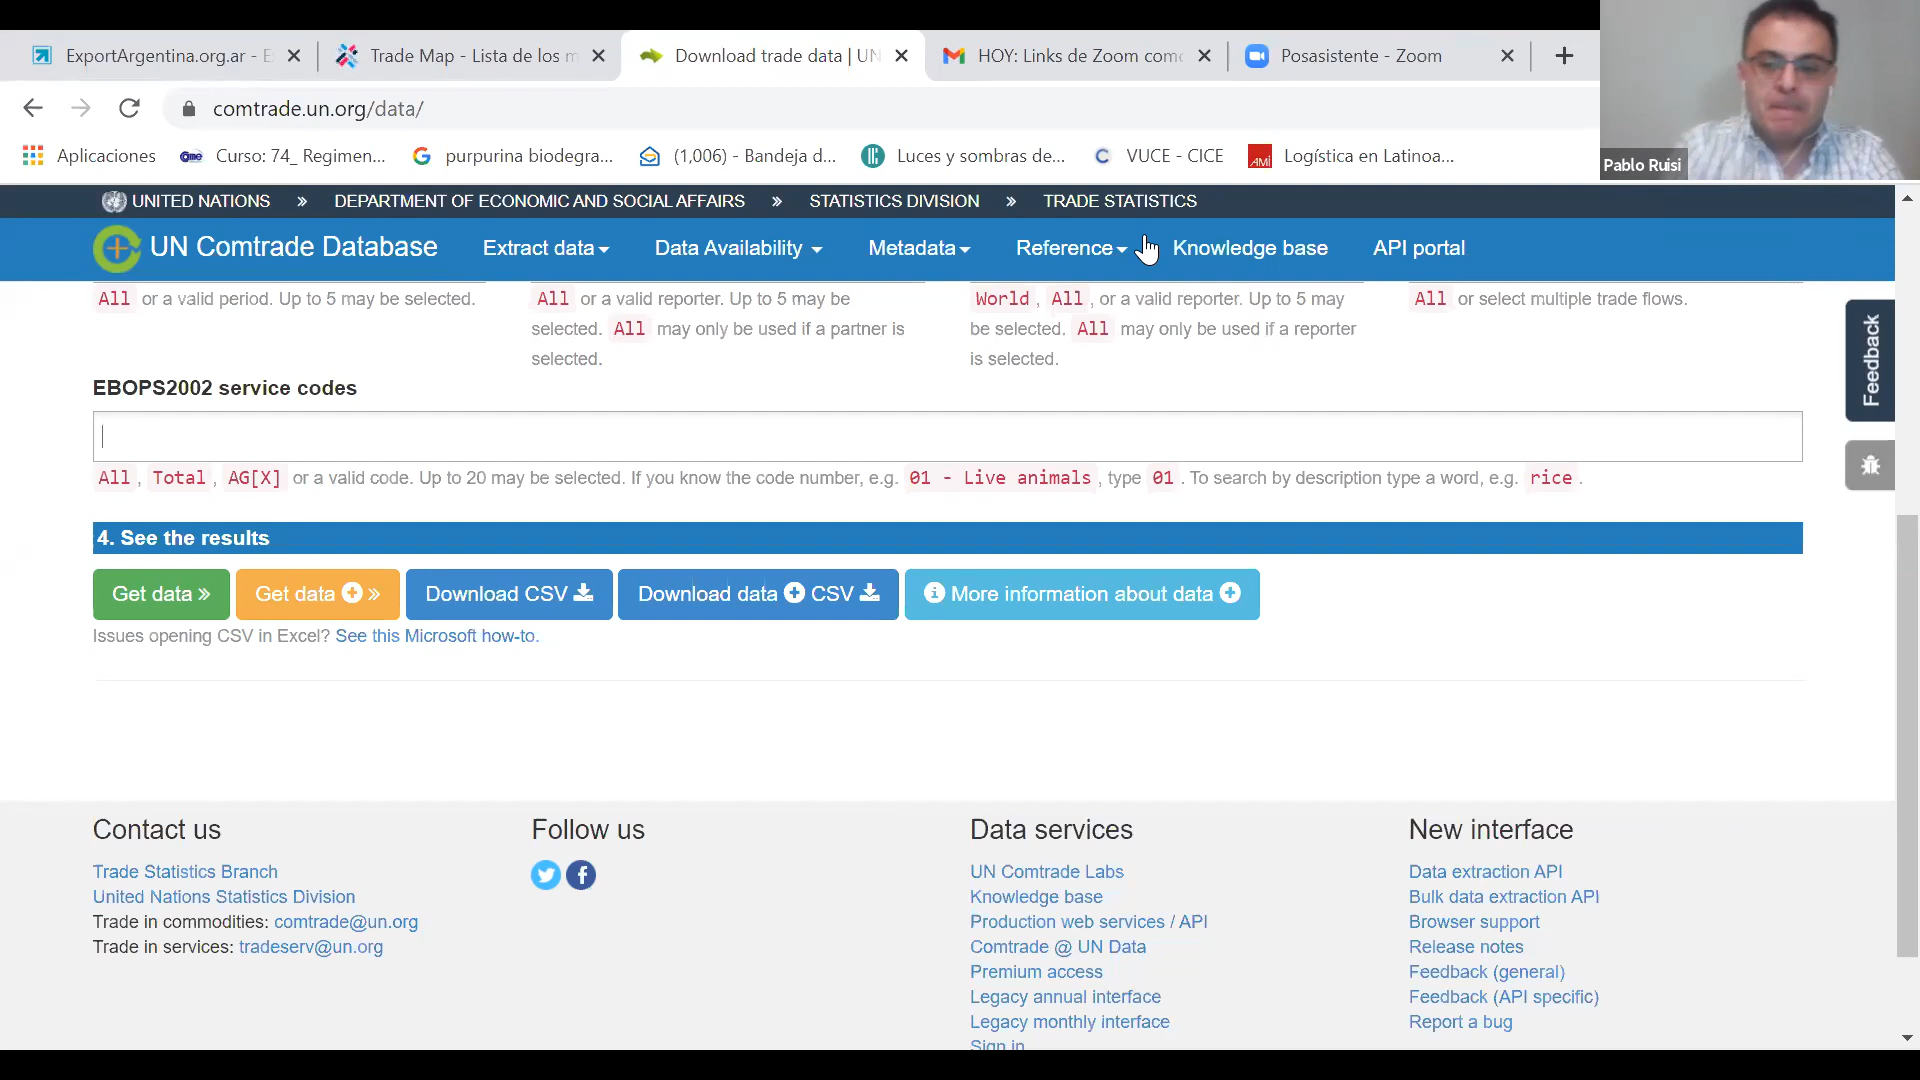 ExportArgentina.org.ar - E
Trade Map - Lista de los m
Download trade data | UN
HOY: Links de Zoom como
Posasistente - Zoom
comtrade.un.org/data/
Aplicaciones
Curso: 74_ Regimen...
purpurina biodegra...
(1,006) - Bandeja d...
Luces y sombras de...
VUCE - CICE
Logística en Latinoa...
Pablo Ruisi
UNITED NATIONS » DEPARTMENT OF ECONOMIC AND SOCIAL AFFAIRS » STATISTICS DIVISION » TRADE STATISTICS
UN Comtrade Database
Extract data
Data Availability
Metadata
Reference
Knowledge base
API portal
All or a valid period. Up to 5 may be selected.
All or a valid reporter. Up to 5 may be
selected. All may only be used if a partner is
selected.
World , All , or a valid reporter. Up to 5 may
be selected. All may only be used if a reporter
is selected.
All or select multiple trade flows.
Feedback
EBOPS2002 service codes
All , Total , AG[X] or a valid code. Up to 20 may be selected. If you know the code number, e.g. 01 - Live animals , type 01 . To search by description type a word, e.g. rice .
4. See the results
Get data »
Get data »
Download CSV
Download data CSV
More information about data
Issues opening CSV in Excel? See this Microsoft how-to.
Contact us
Trade Statistics Branch
United Nations Statistics Division
Trade in commodities: comtrade@un.org
Trade in services: tradeserv@un.org
Follow us
Data services
UN Comtrade Labs
Knowledge base
Production web services / API
Comtrade @ UN Data
Premium access
Legacy annual interface
Legacy monthly interface
Sign in
New interface
Data extraction API
Bulk data extraction API
Browser support
Release notes
Feedback (general)
Feedback (API specific)
Report a bug